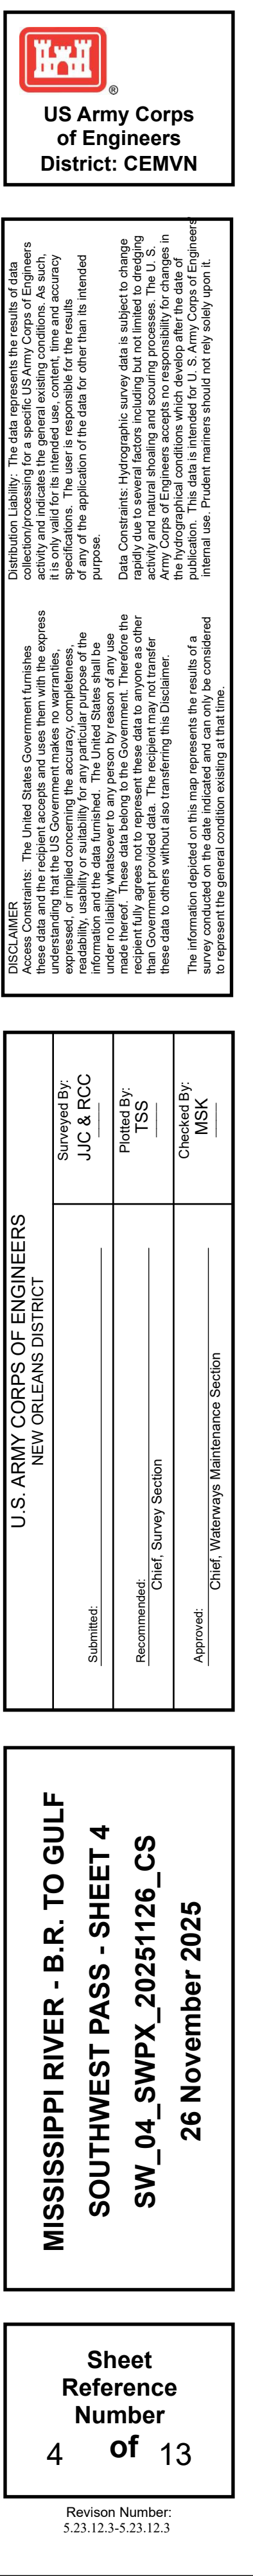 ®
US Army Corps
of Engineers
District: CEMVN
DISCLAIMER
Access Constraints: The United States Government furnishes
these data and the recipient accepts and uses them with the express
understanding that the US Government makes no warranties,
expressed, or implied concerning the accuracy, completeness,
readability, usability or suitability for any particular purpose of the
information and the data furnished. The United States shall be
under no liability whatsoever to any person by reason of any use
made thereof. These data belong to the Government. Therefore the
recipient fully agrees not to represent these data to anyone as other
than Government provided data. The recipient may not transfer
these data to others without also transferring this Disclaimer.
The information depicted on this map represents the results of a
survey conducted on the date indicated and can only be considered
to represent the general condition existing at that time.
Distribution Liability: The data represents the results of data
collection/processing for a specific US Army Corps of Engineers
activity and indicates the general existing conditions. As such,
it is only valid for its intended use, content, time and accuracy
specifications. The user is responsible for the results
of any of the application of the data for other than its intended
purpose.
Data Constraints: Hydrographic survey data is subject to change
rapidly due to several factors including but not limited to dredging
activity and natural shoaling and scouring processes. The U. S.
Army Corps of Engineers accepts no responsibility for changes in
the hydrographical conditions which develop after the date of
publication. This data is intended for U. S. Army Corps of Engineers'
internal use. Prudent mariners should not rely solely upon it.
U.S. ARMY CORPS OF ENGINEERS
NEW ORLEANS DISTRICT
Submitted:
Surveyed By:
JJC & RCC
Recommended:
Chief, Survey Section
Plotted By:
TSS
Approved:
Chief, Waterways Maintenance Section
Checked By:
MSK
MISSISSIPPI RIVER - B.R. TO GULF
SOUTHWEST PASS - SHEET 4
SW_04_SWPX_20251126_CS
26 November 2025
Sheet
Reference
Number
4 of 13
Revison Number:
5.23.12.3-5.23.12.3